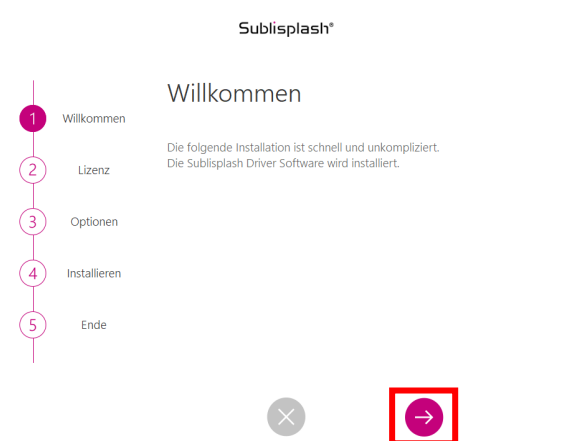 Sublisplash®
Willkommen
1 Willkommen
Die folgende Installation ist schnell und unkompliziert.
Die Sublisplash Driver Software wird installiert.
2 Lizenz
3 Optionen
4 Installieren
5 Ende